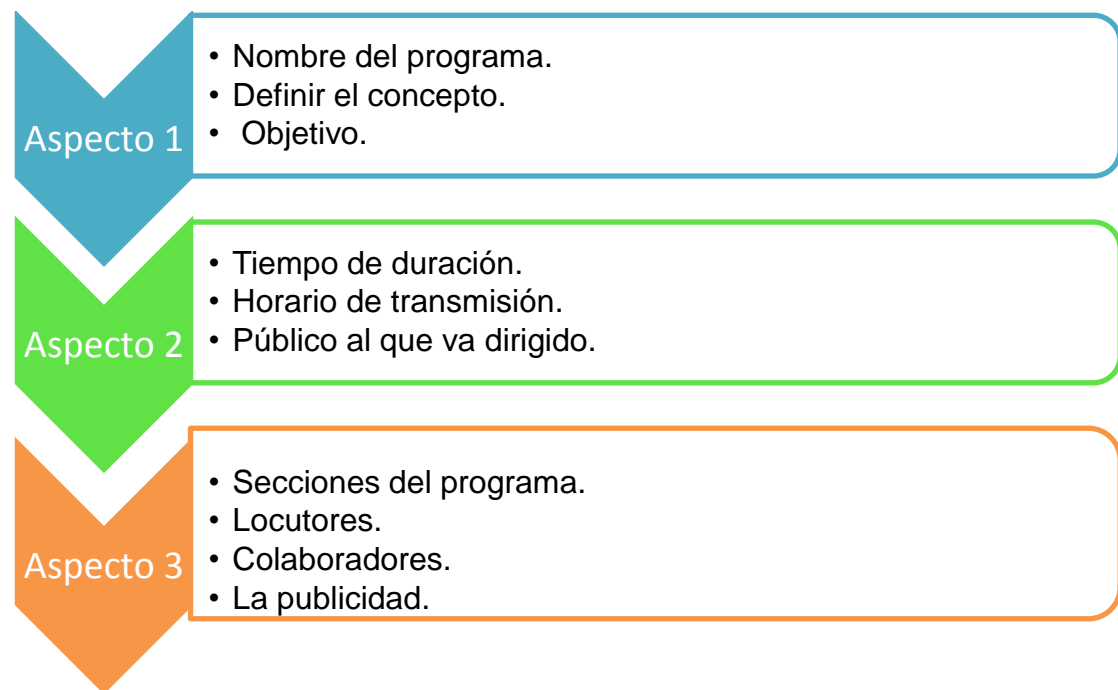 Aspecto 1
• Nombre del programa.
• Definir el concepto.
• Objetivo.
Aspecto 2
• Tiempo de duración.
• Horario de transmisión.
• Público al que va dirigido.
Aspecto 3
• Secciones del programa.
• Locutores.
• Colaboradores.
• La publicidad.